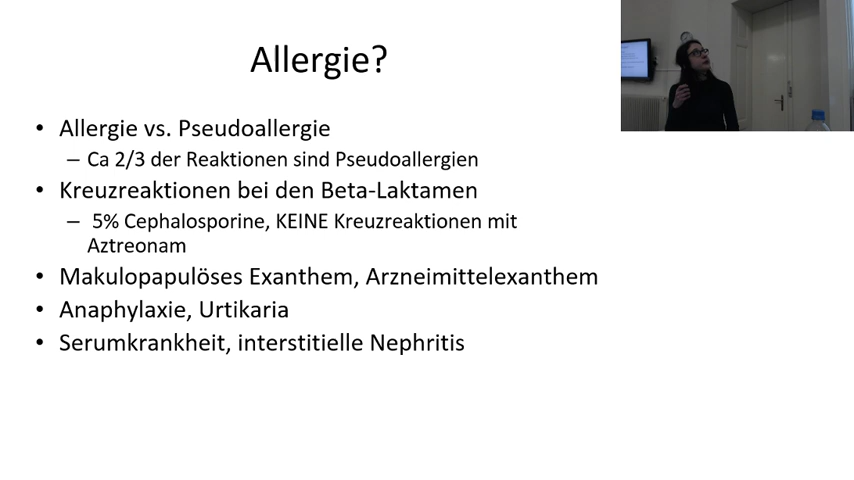 Allergie?
• Allergie vs. Pseudoallergie
– Ca 2/3 der Reaktionen sind Pseudoallergien
• Kreuzreaktionen bei den Beta-Laktamen
– 5% Cephalosporine, KEINE Kreuzreaktionen mit
Aztreonam
• Makulopapulöses Exanthem, Arzneimittelexanthem
• Anaphylaxie, Urtikaria
• Serumkrankheit, interstitielle Nephritis